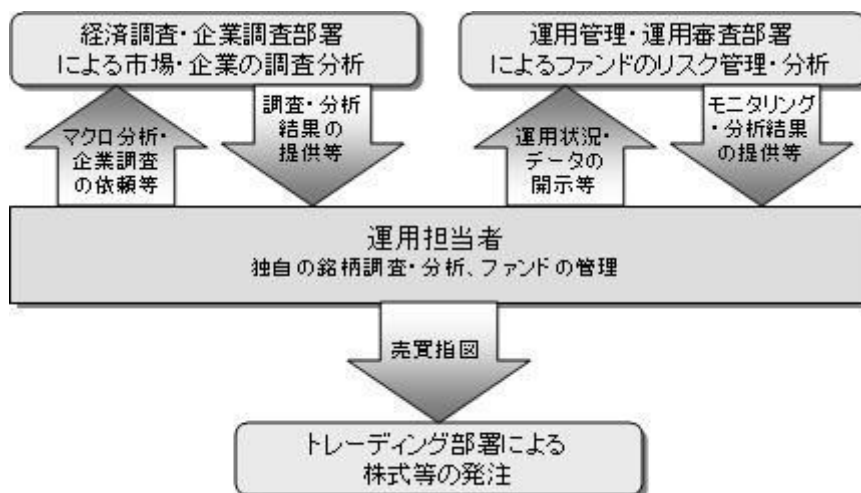 経済調査・企業調査部署
による市場・企業の調査分析
運用管理・運用審査部署
によるファンドのリスク管理・分析
マクロ分析・
企業調査
の依頼等
調査・分析
結果の
提供等
運用状況・
データの
開示等
モニタリング
・分析結果
の提供等
運用担当者
独自の銘柄調査・分析、ファンドの管理
売買指図
トレーディング部署による
株式等の発注